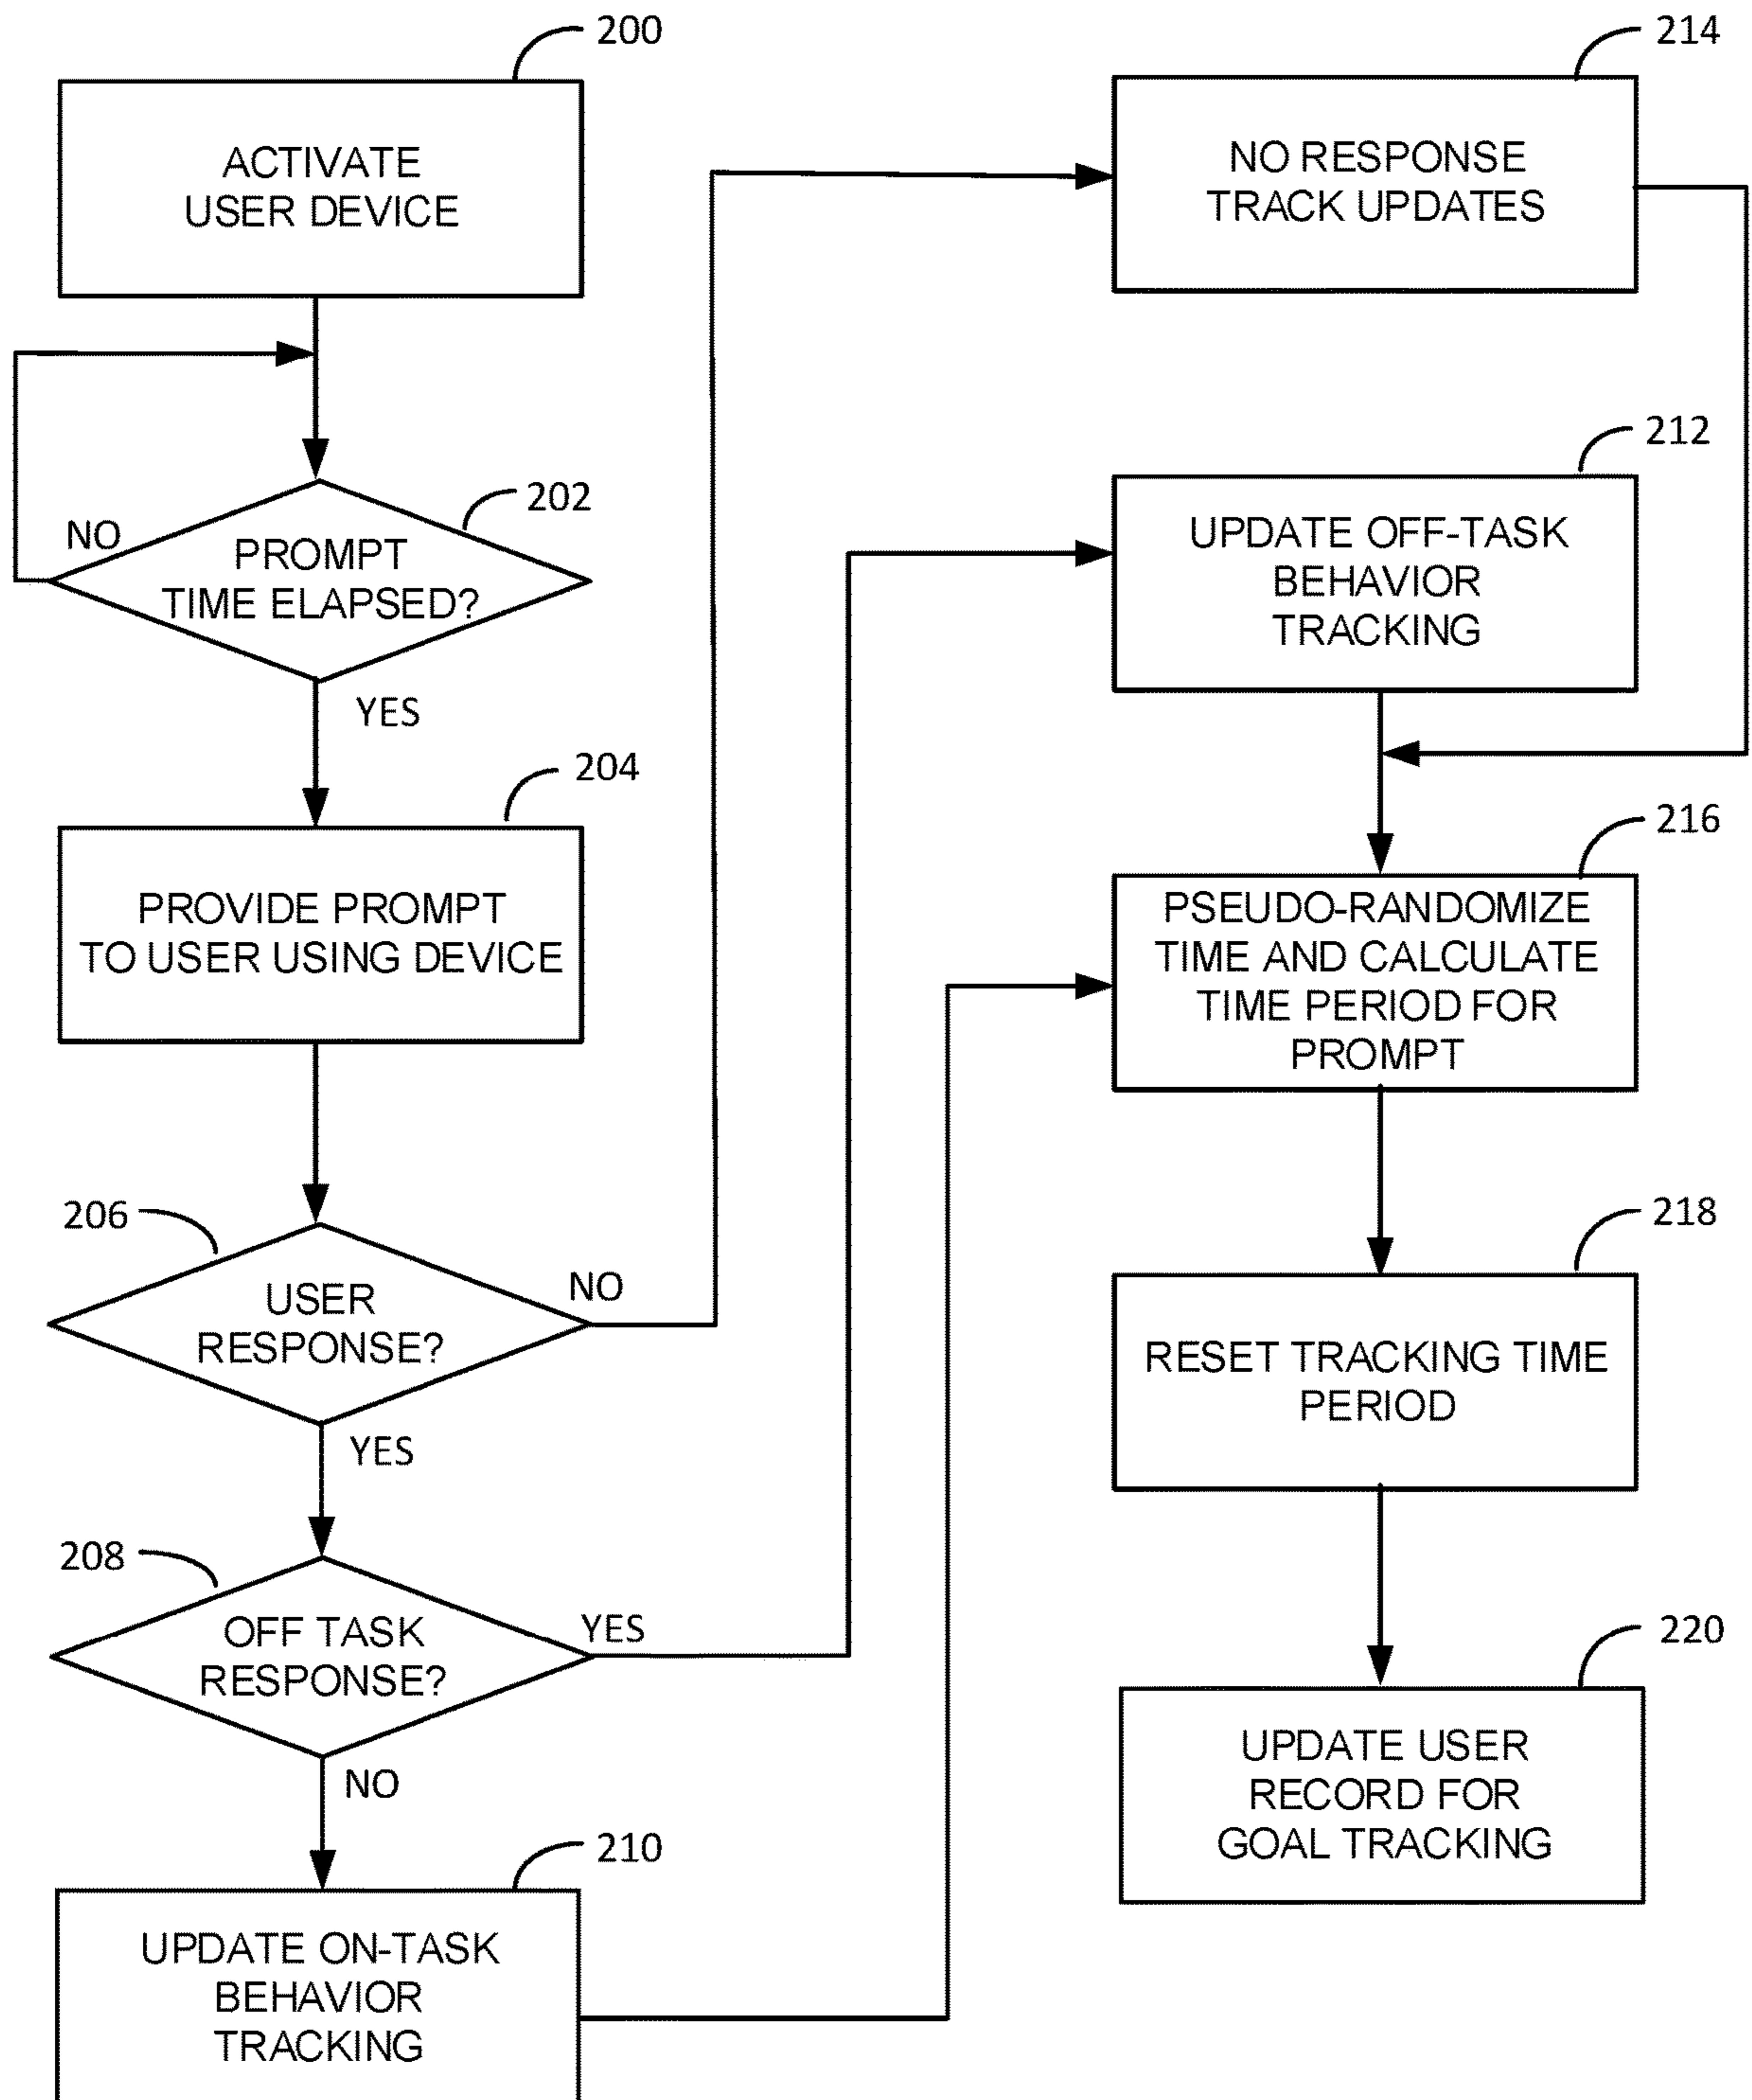 200
ACTIVATE
USER DEVICE
NO
202
PROMPT
TIME ELAPSED?
YES
204
PROVIDE PROMPT
TO USER USING DEVICE
206
USER
RESPONSE?
NO
YES
208
OFF TASK
RESPONSE?
YES
NO
210
UPDATE ON-TASK
BEHAVIOR
TRACKING
214
NO RESPONSE
TRACK UPDATES
212
UPDATE OFF-TASK
BEHAVIOR
TRACKING
216
PSEUDO-RANDOMIZE
TIME AND CALCULATE
TIME PERIOD FOR
PROMPT
218
RESET TRACKING TIME
PERIOD
220
UPDATE USER
RECORD FOR
GOAL TRACKING